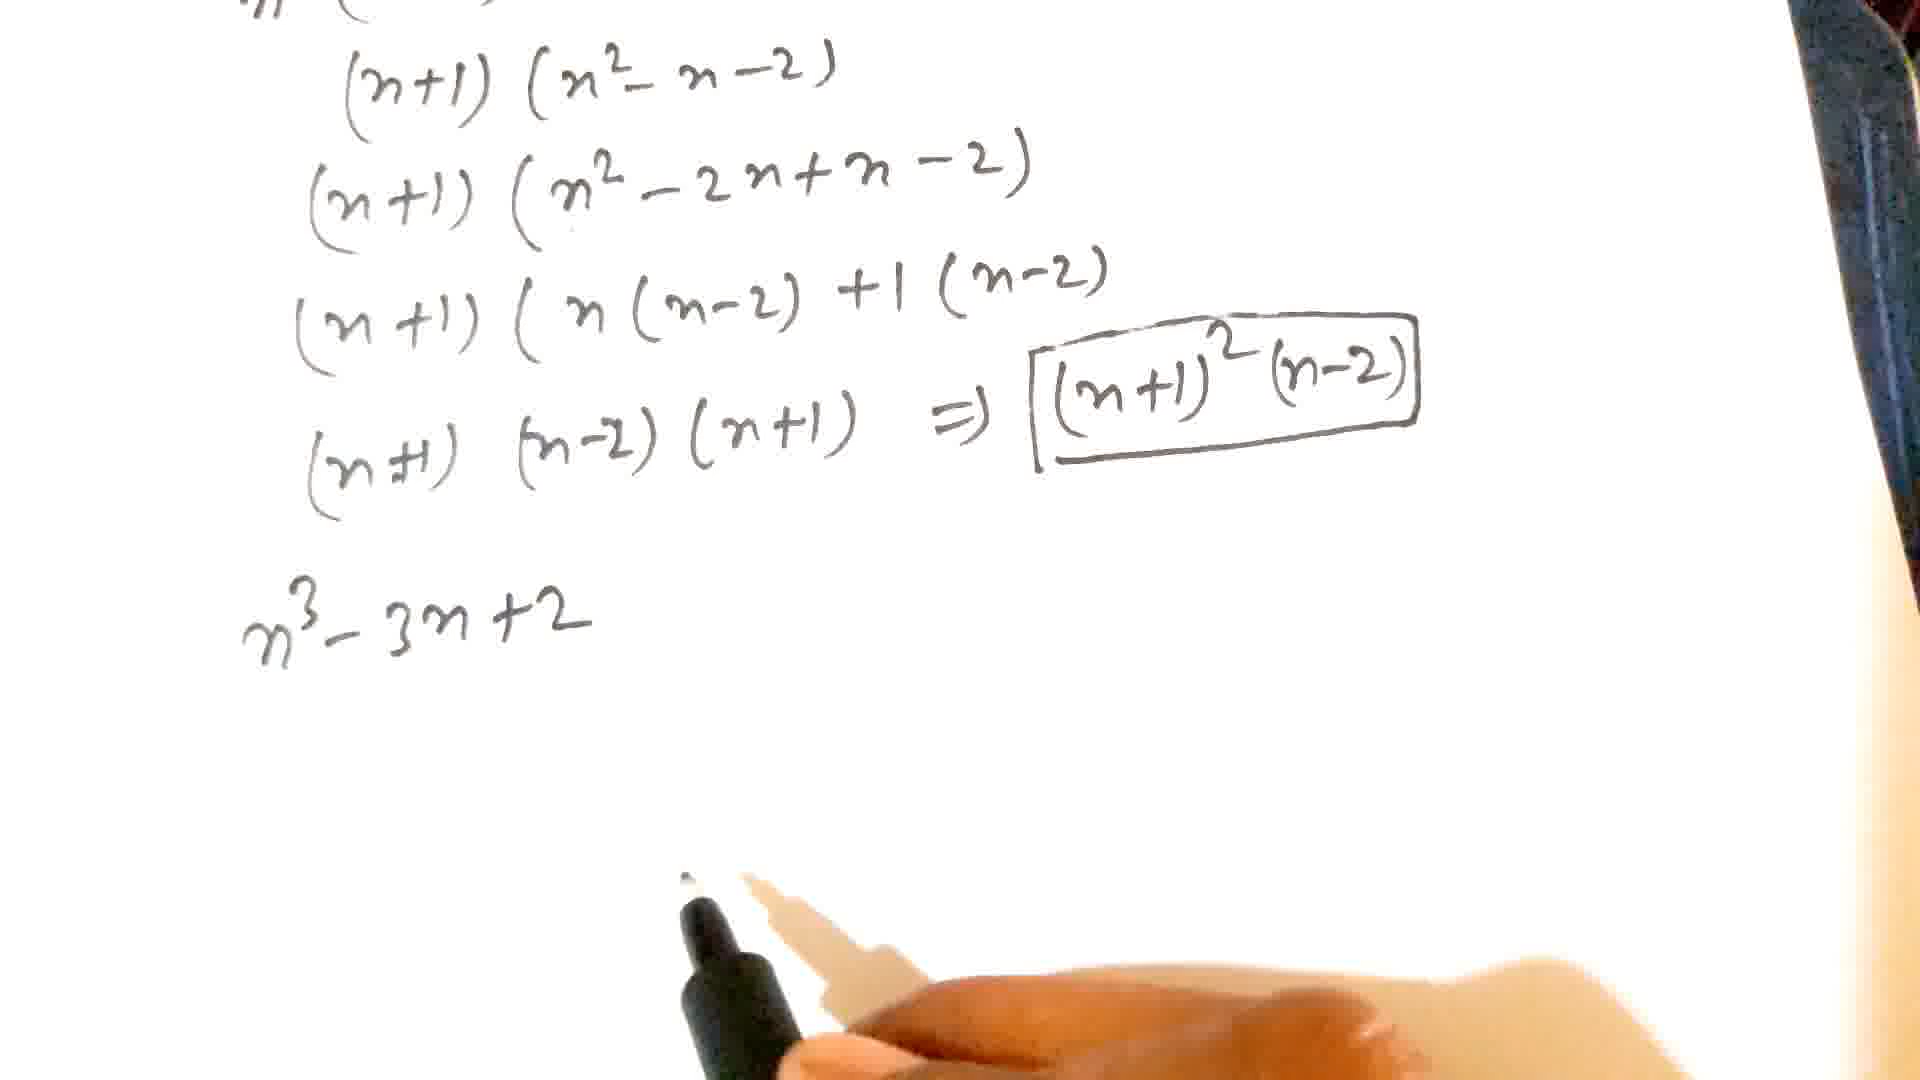 (x+1) (x²- x-2)
(x+1) (x²-2x+x-2)
(x+1) (x(x-2) +1 (x-2)
(x+1) (x-2) (x+1) ⇒ (x+1)² (x-2)
x³- 3x+2